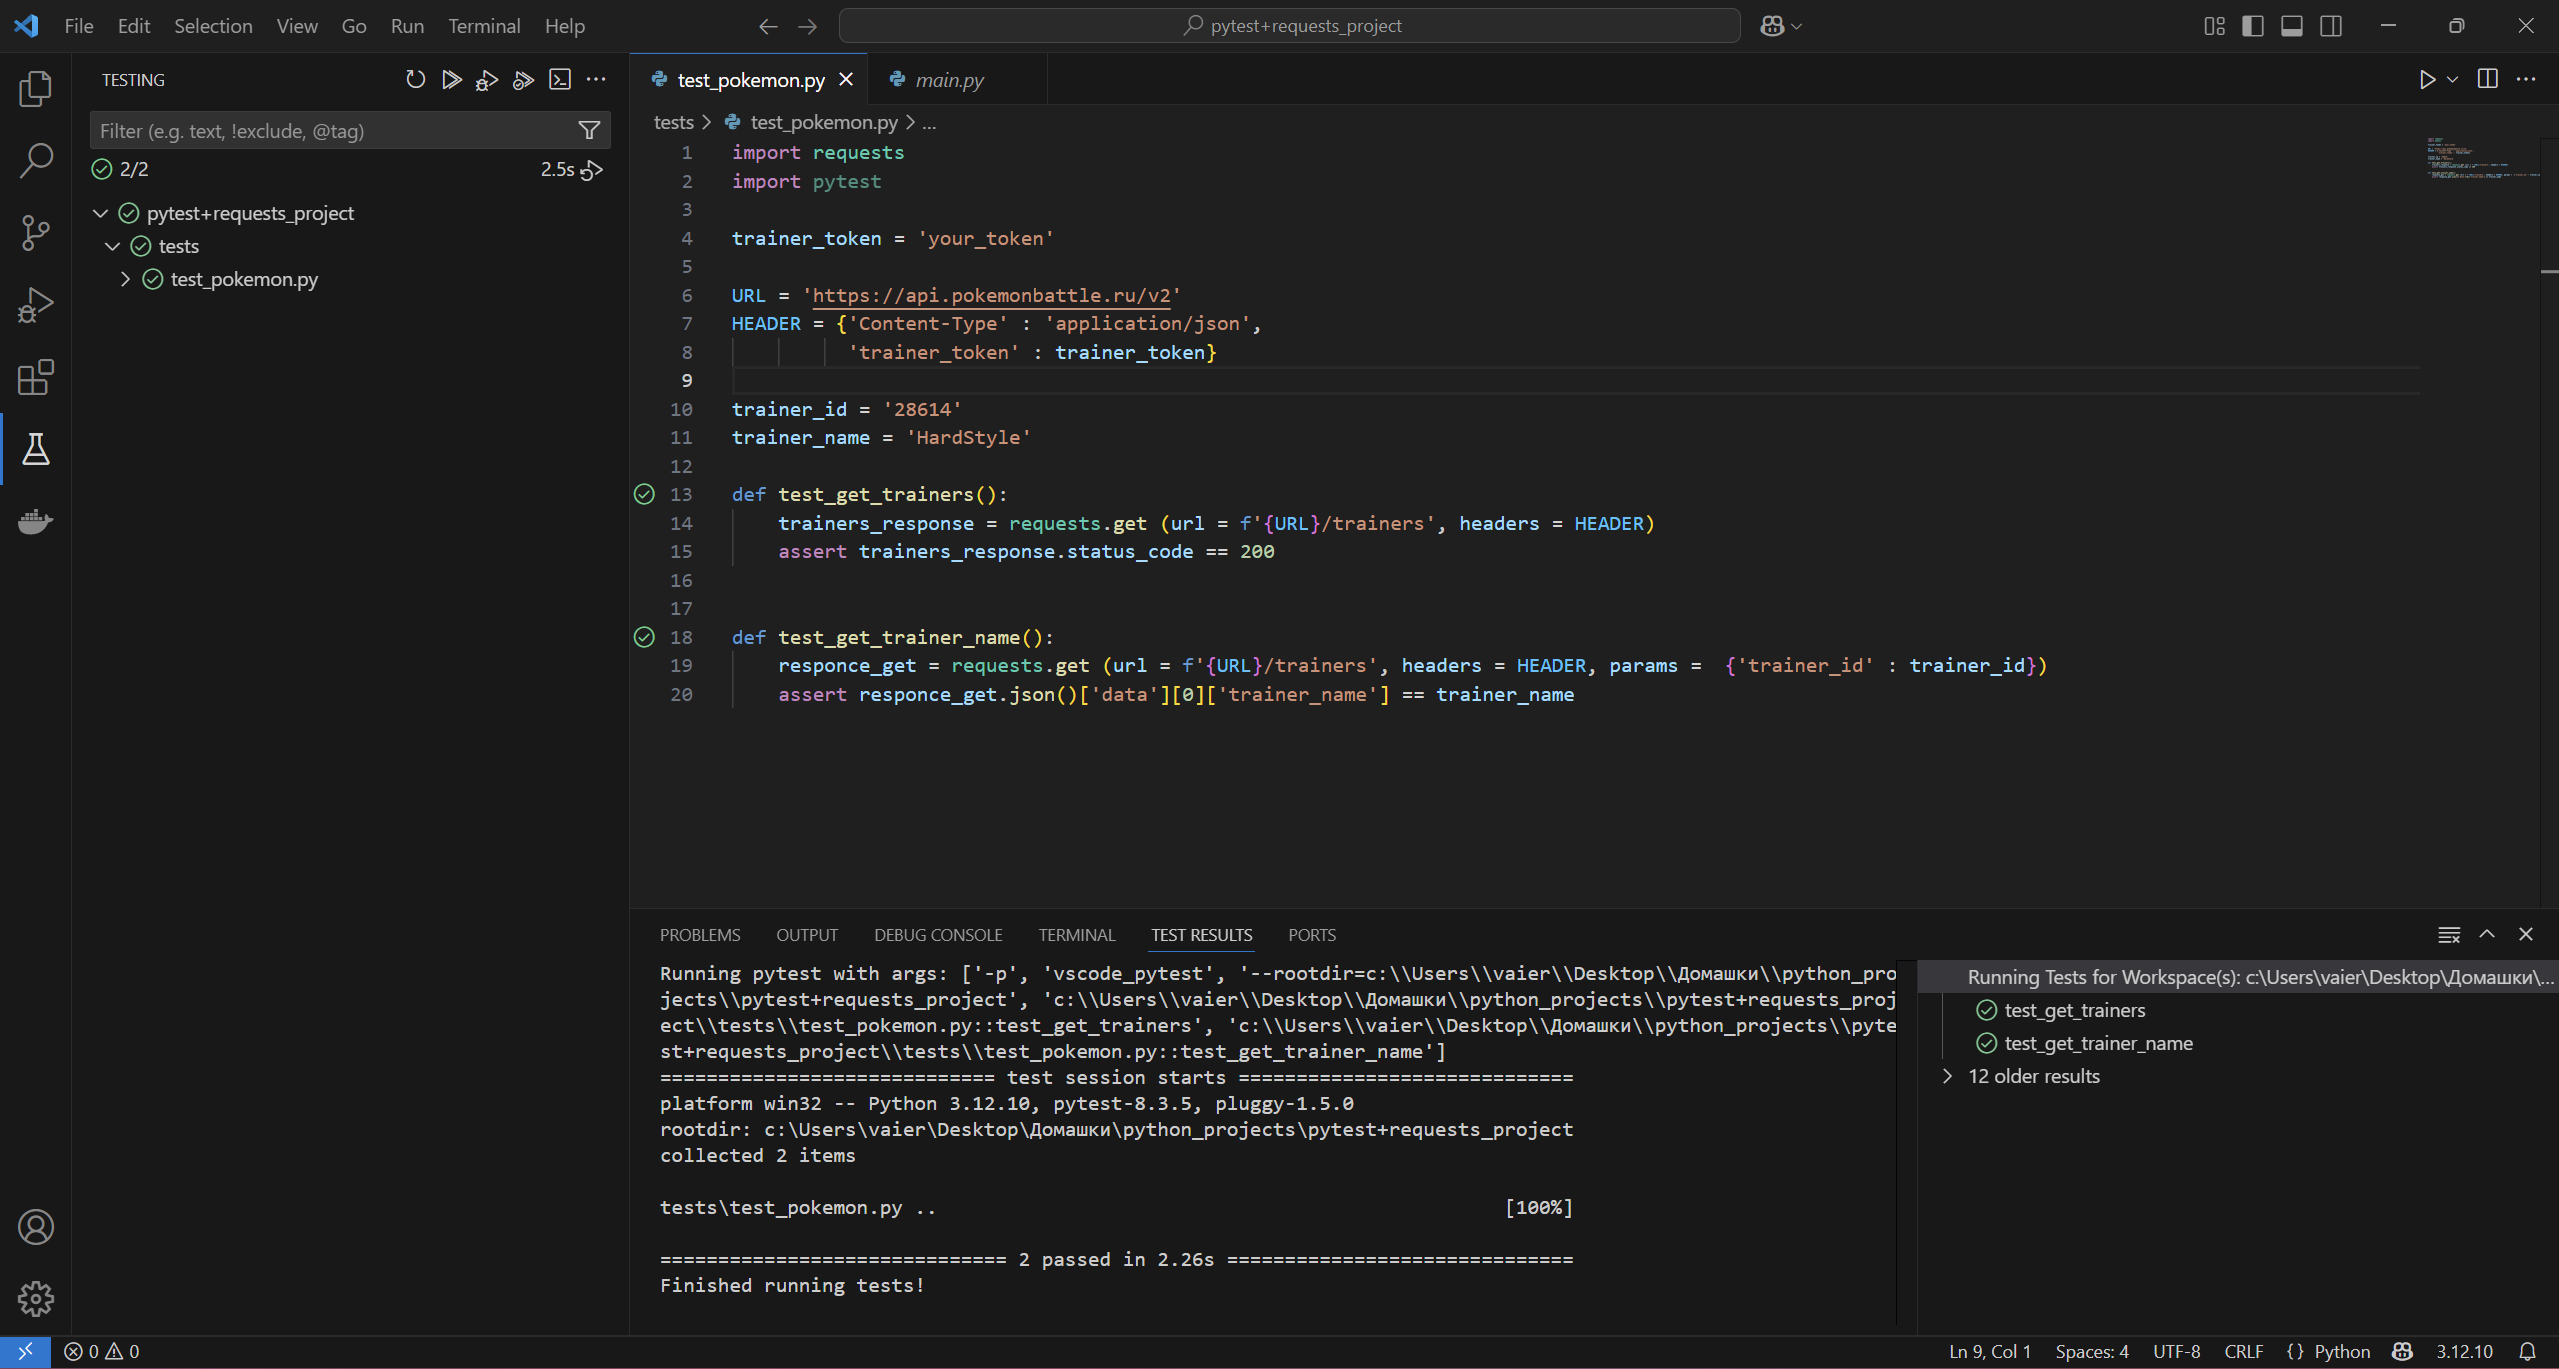 File Edit Selection View Go Run Terminal Help
pytest+requests_project
TESTING
Filter (e.g. text, !exclude, @tag)
2/2 2.5s
pytest+requests_project
tests
test_pokemon.py
test_pokemon.py main.py
tests > test_pokemon.py > ...
1 import requests
2 import pytest
3
4 trainer_token = 'your_token'
5
6 URL = 'https://api.pokemonbattle.ru/v2'
7 HEADER = {'Content-Type' : 'application/json',
8 'trainer_token' : trainer_token}
9
10 trainer_id = '28614'
11 trainer_name = 'HardStyle'
12
13 def test_get_trainers():
14 trainers_response = requests.get (url = f'{URL}/trainers', headers = HEADER)
15 assert trainers_response.status_code == 200
16
17
18 def test_get_trainer_name():
19 responce_get = requests.get (url = f'{URL}/trainers', headers = HEADER, params =  {'trainer_id' : trainer_id})
20 assert responce_get.json()['data'][0]['trainer_name'] == trainer_name
PROBLEMS OUTPUT DEBUG CONSOLE TERMINAL TEST RESULTS PORTS
Running pytest with args: ['-p', 'vscode_pytest', '--rootdir=c:\\Users\\vaier\\Desktop\\Домашки\\python_pro
jects\\pytest+requests_project', 'c:\\Users\\vaier\\Desktop\\Домашки\\python_projects\\pytest+requests_proj
ect\\tests\\test_pokemon.py::test_get_trainers', 'c:\\Users\\vaier\\Desktop\\Домашки\\python_projects\\pyte
st+requests_project\\tests\\test_pokemon.py::test_get_trainer_name']
============================= test session starts =============================
platform win32 -- Python 3.12.10, pytest-8.3.5, pluggy-1.5.0
rootdir: c:\Users\vaier\Desktop\Домашки\python_projects\pytest+requests_project
collected 2 items
tests\test_pokemon.py .. [100%]
============================== 2 passed in 2.26s ==============================
Finished running tests!
Running Tests for Workspace(s): c:\Users\vaier\Desktop\Домашки\...
test_get_trainers
test_get_trainer_name
12 older results
0 0
Ln 9, Col 1 Spaces: 4 UTF-8 CRLF {} Python 3.12.10